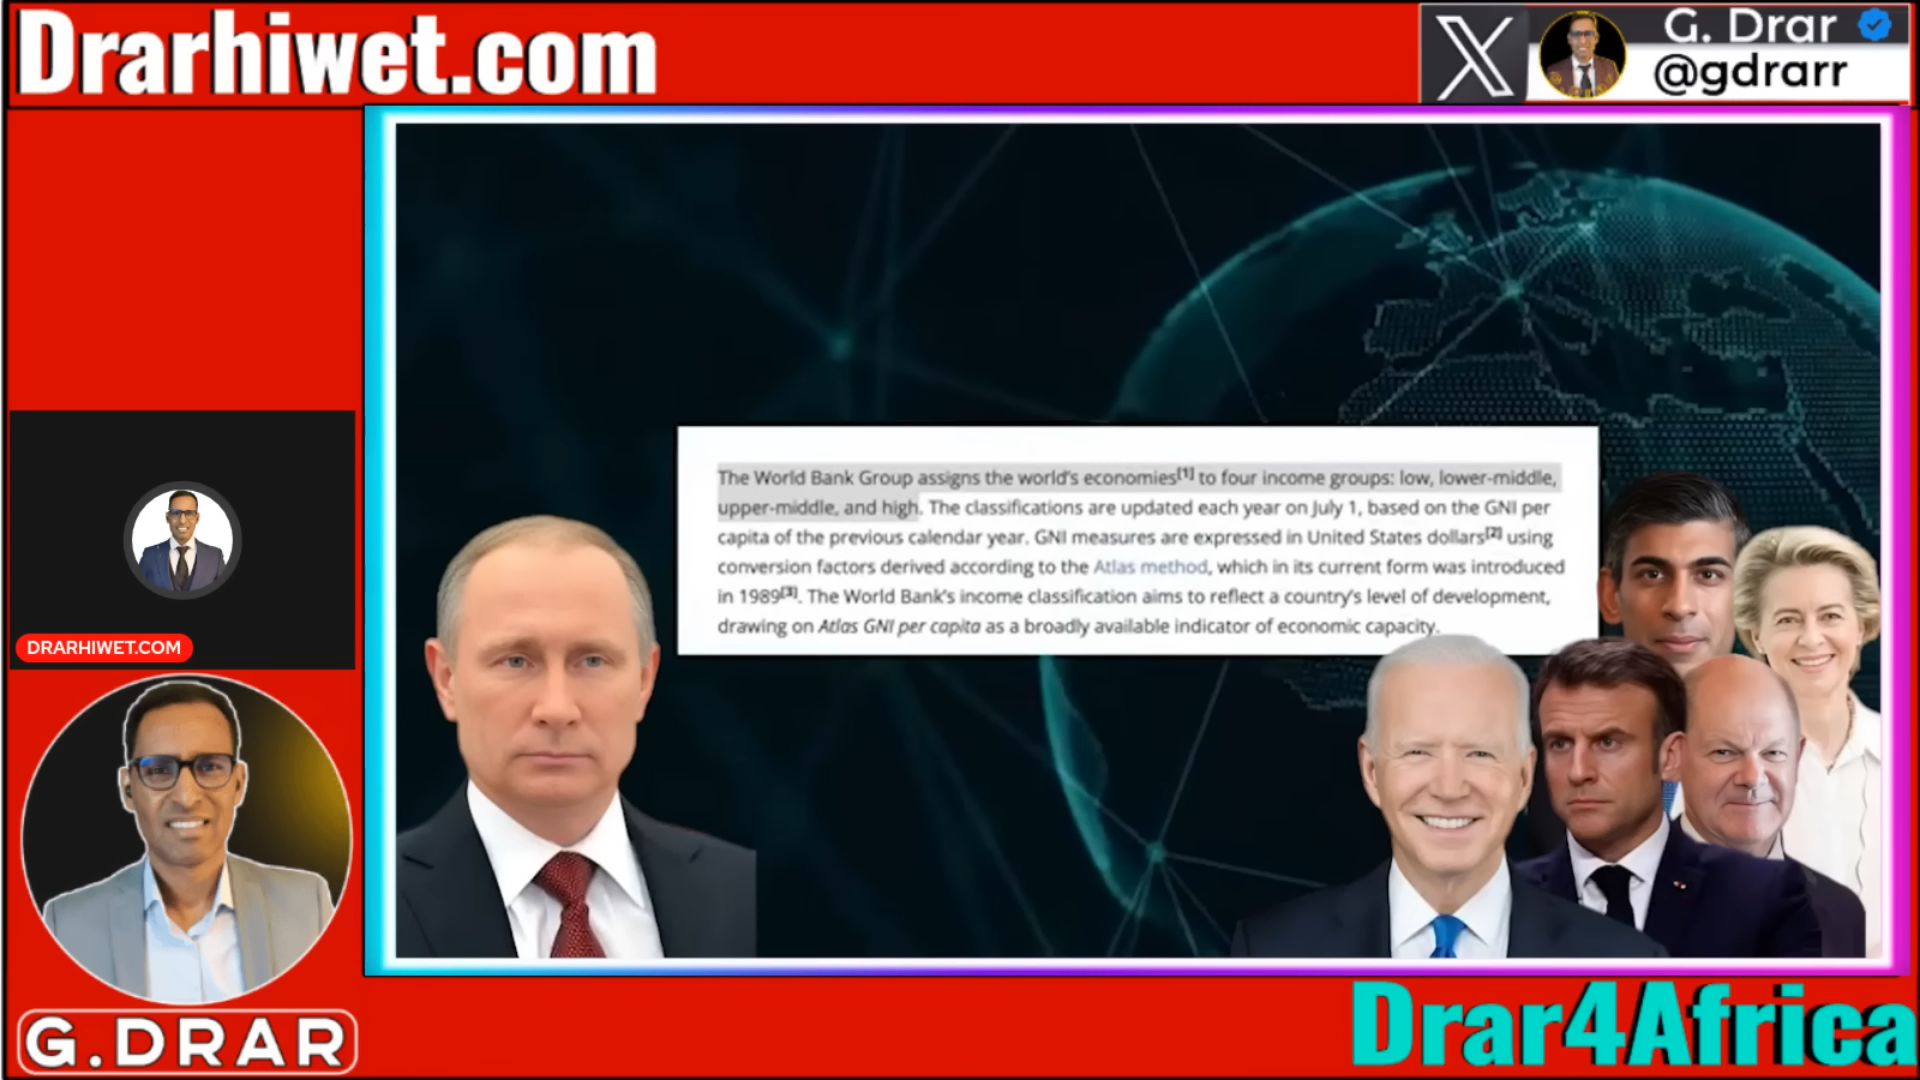 Drarhiwet.com
G. Drar
@gdrarr
The World Bank Group assigns the world's economies[1] to four income groups: low, lower-middle,
upper-middle, and high. The classifications are updated each year on July 1, based on the GNI per
capita of the previous calendar year. GNI measures are expressed in United States dollars[2] using
conversion factors derived according to the Atlas method, which in its current form was introduced
in 1989[3]. The World Bank's income classification aims to reflect a country's level of development,
drawing on Atlas GNI per capita as a broadly available indicator of economic capacity.
DRARHIWET.COM
G.DRAR
Drar4Africa